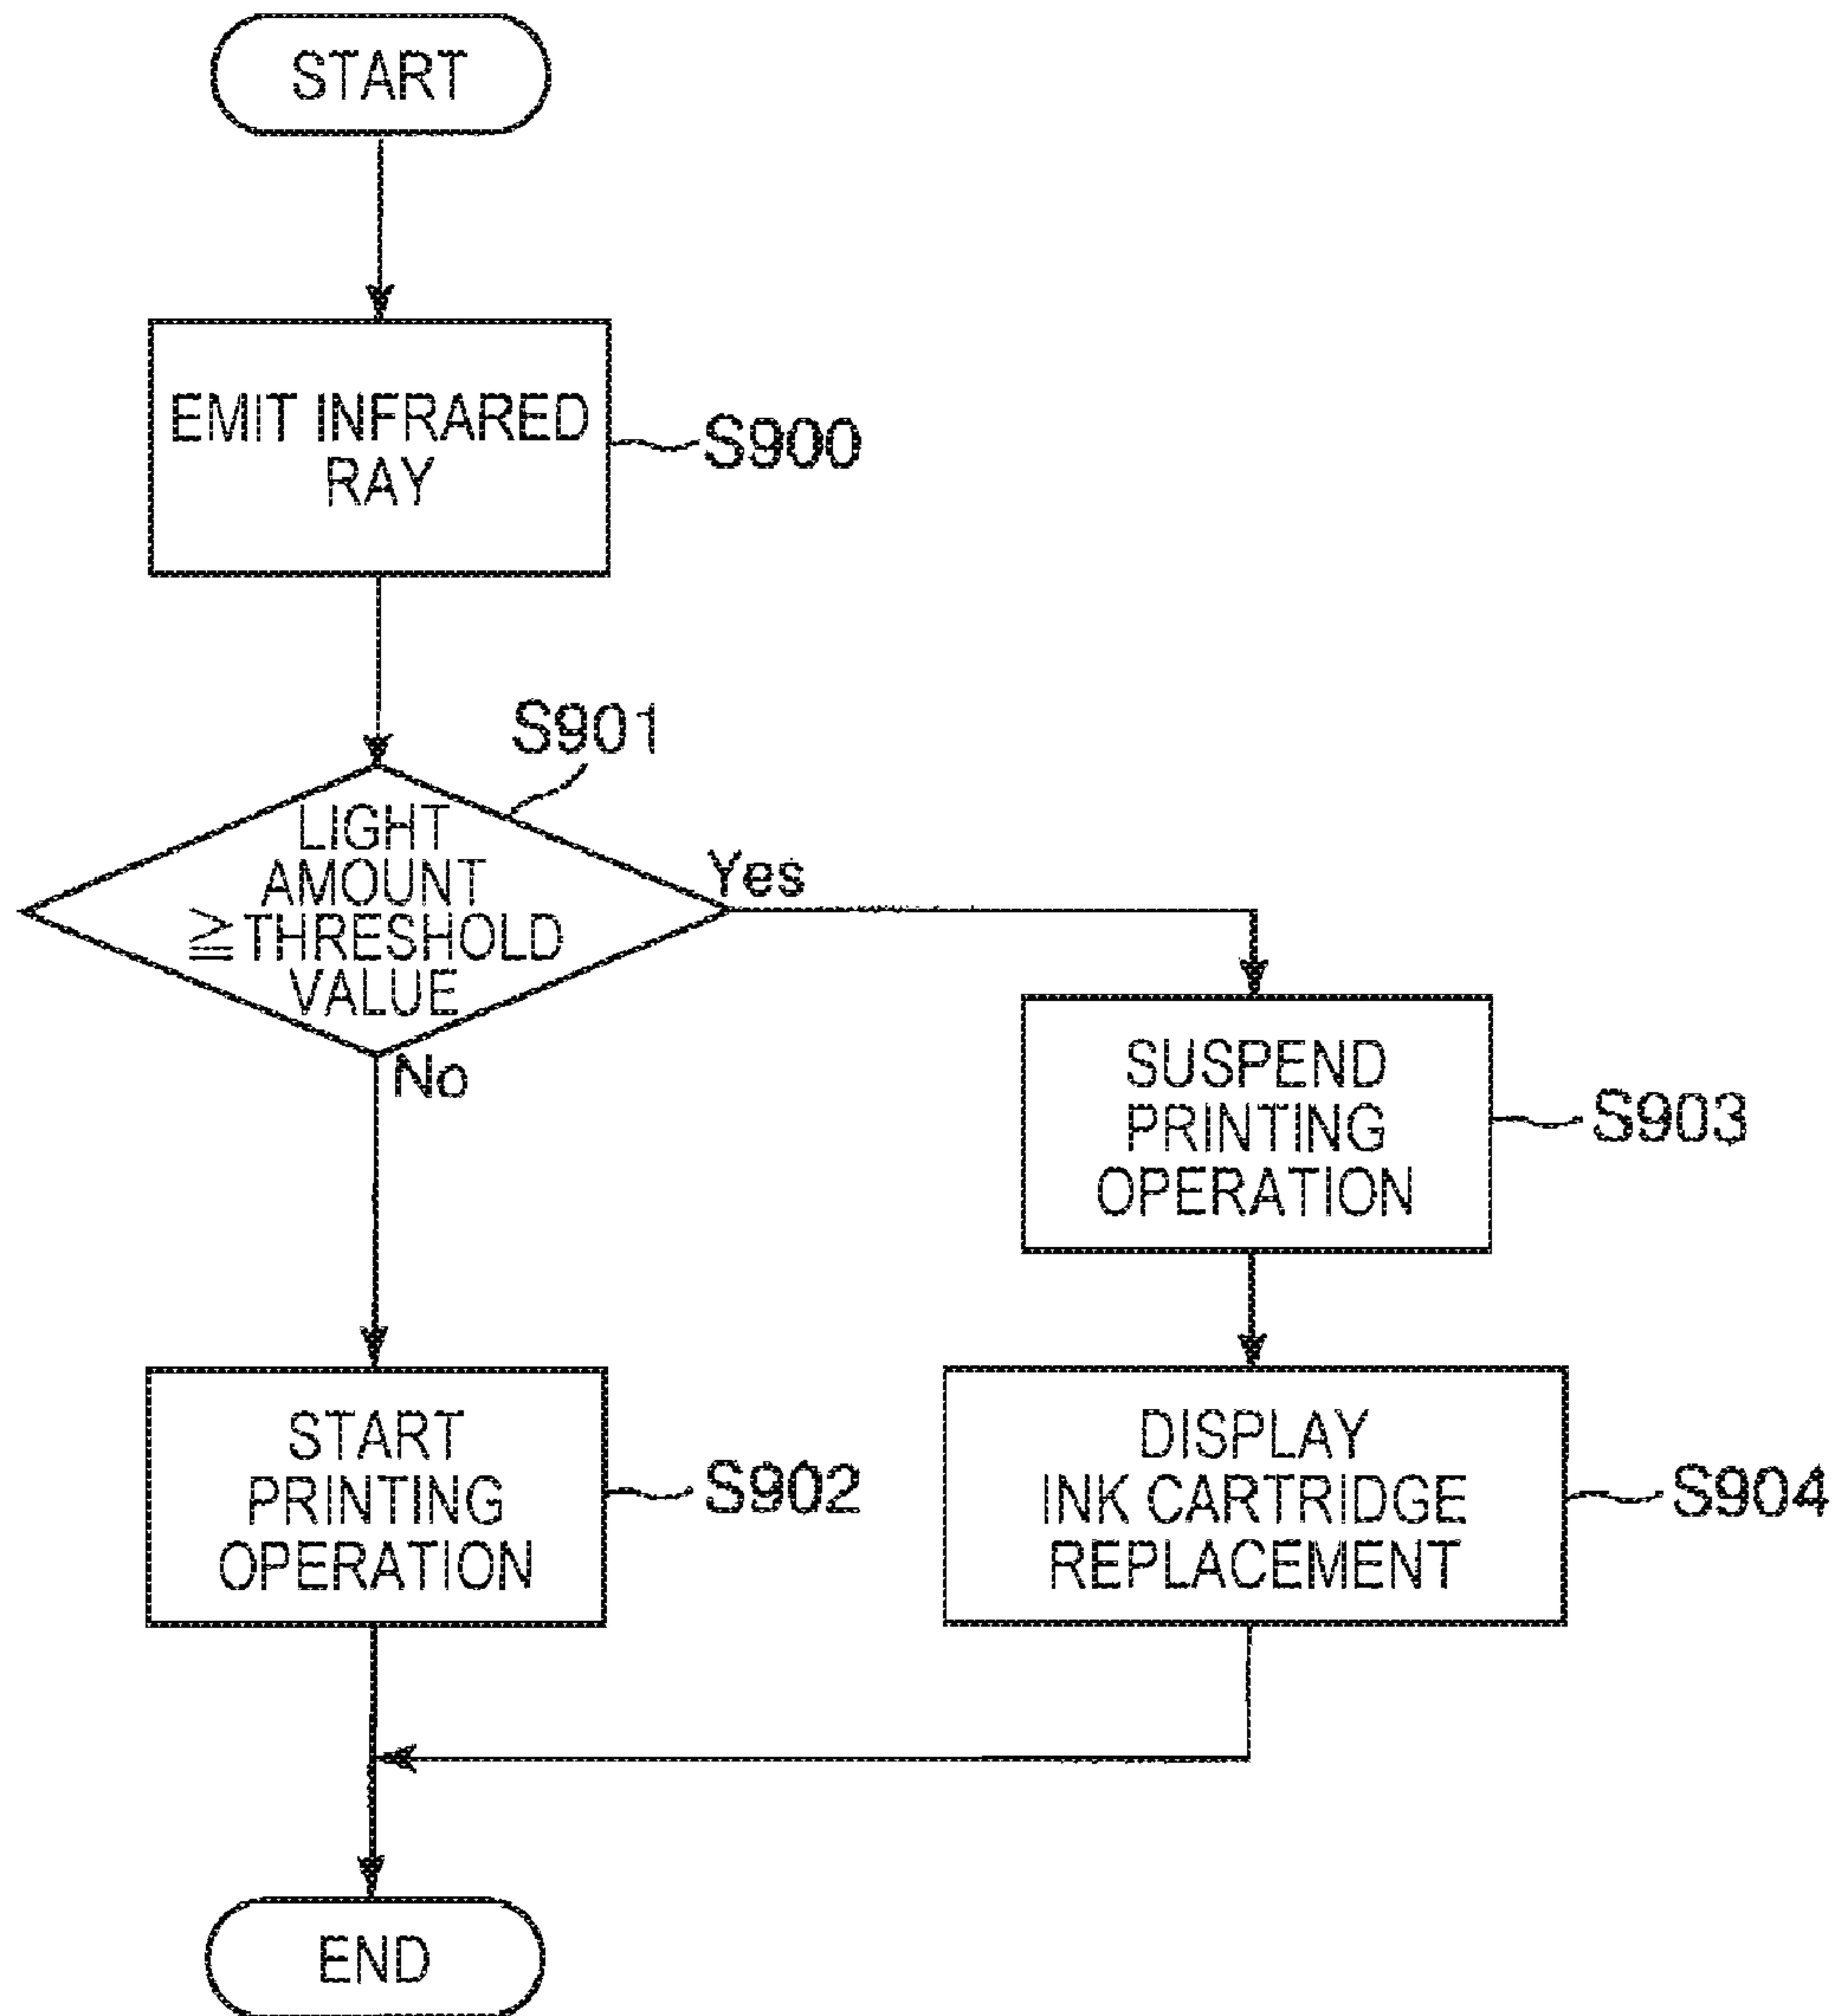 START
EMIT INFRARED
RAY
S900
S901
LIGHT
AMOUNT
≧THRESHOLD
VALUE
Yes
No
SUSPEND
PRINTING
OPERATION
S903
START
PRINTING
OPERATION
S902
DISPLAY
INK CARTRIDGE
REPLACEMENT
S904
END